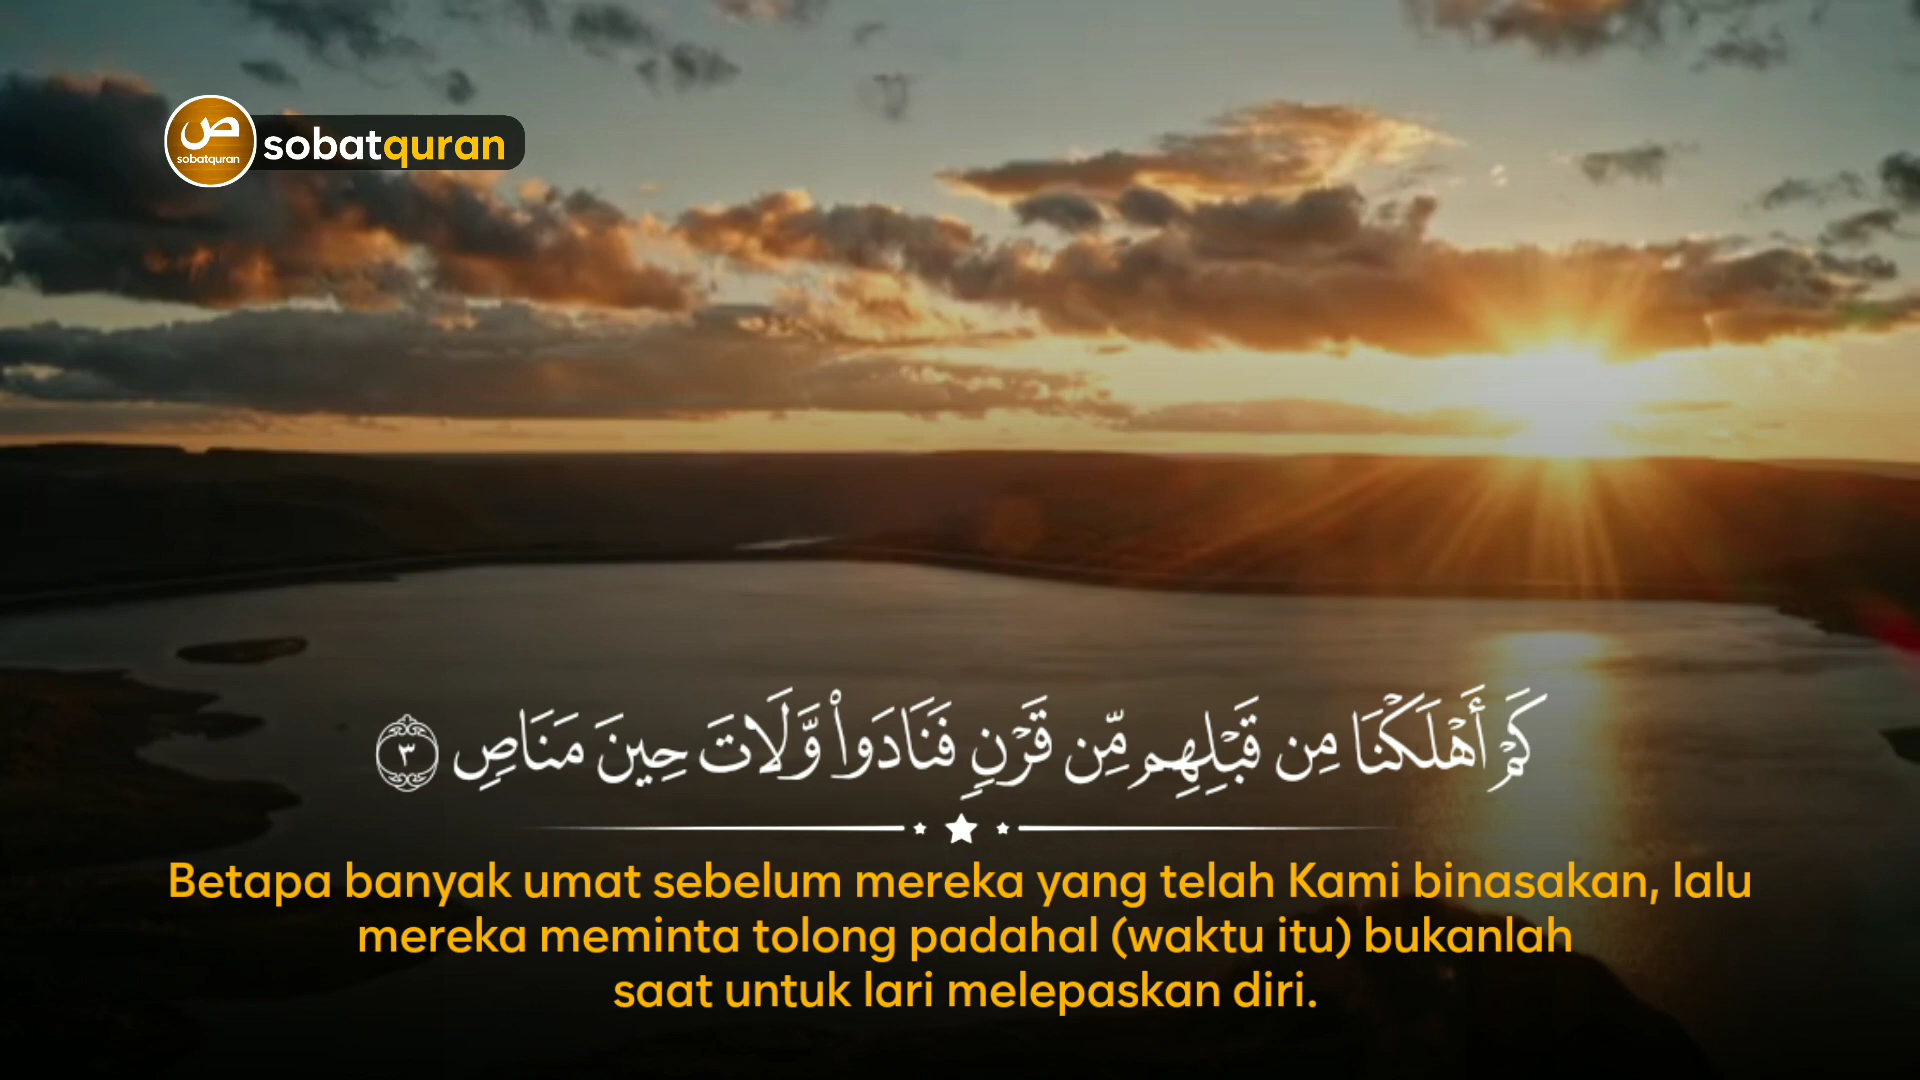 ص
sobatquran
sobatquran
كَمْ أَهْلَكْنَا مِن قَبْلِهِم مِّن قَرْنٍ فَنَادَوا۟ وَّلَاتَ حِينَ مَنَاصٍ ٣
Betapa banyak umat sebelum mereka yang telah Kami binasakan, lalu
mereka meminta tolong padahal (waktu itu) bukanlah
saat untuk lari melepaskan diri.